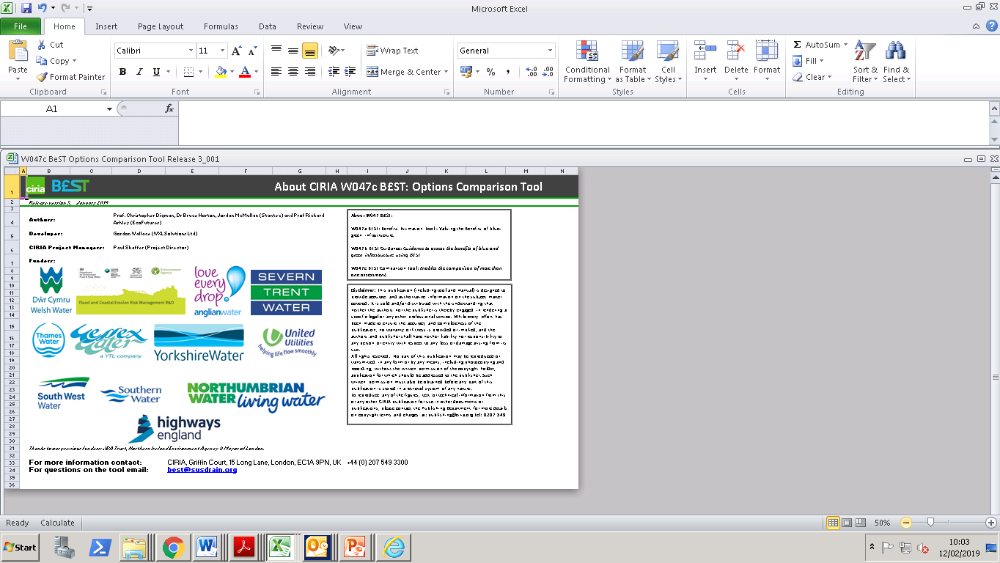 Microsoft Excel
File Home Insert Page Layout Formulas Data Review View
Cut
Copy
Format Painter
Paste
Clipboard
Calibri 11
B I U
Font
Wrap Text
Merge & Center
Alignment
General
Number
Conditional Formatting
Format as Table
Cell Styles
Styles
Insert Delete Format
Cells
AutoSum
Fill
Clear
Sort & Filter
Find & Select
Editing
A1 fx
W047c BeST Options Comparison Tool Release 3_001
A B C D E F G H I J K L M N
ciria B£ST About CIRIA W047c B£ST: Options Comparison Tool
Release version 3, January 2019
Authors: Prof. Christopher Digman, Dr Bruce Horton, Jordan McMullan (Stantec) and Prof Richard
Ashley (EcoFutures)
Developer: Gordon Wallace (WXL Solutions Ltd)
CIRIA Project Managers: Paul Shaffer (Project Director)
Funders:
About W047 B£ST:
W047a B£ST: Benefits Estimation Tool - Valuing the benefits of blue-
green infrastructure
W047b B£ST Guidance: Guidance to assess the benefits of blue and
green infrastructure using B£ST
W047c B£ST Comparison Tool: Enables the comparison of more than
one assessment
Dŵr Cymru
Welsh Water
Environment Agency
Flood and Coastal Erosion Risk Management R&D
love every drop
anglianwater
SEVERN
TRENT
WATER
Thames Water
wessex water
a YTL company
YorkshireWater
United Utilities
helping life flow smoothly
South West Water
Southern Water
NORTHUMBRIAN
WATER living water
highways
england
Disclaimer: This publication (including tool and manual) is designed to
provide accurate and authoritative information on the subject matter
covered. It is sold and/or distributed with the understanding that
neither the authors nor the publisher is thereby engaged in rendering a
specific legal or any other professional service. While every effort has
been made to ensure the accuracy and completeness of the
publication, no warranty or fitness is provided or implied, and the
authors and publisher shall have neither liability nor responsibility to
any person or entity with respect to any loss or damage arising from its
use.
All rights reserved. No part of this publication may be reproduced or
transmitted in any form or by any means, including photocopying and
recording, without the written permission of the copyright holder,
application for which should be addressed to the publisher. Such
written permission must also be obtained before any part of this
publication is stored in a retrieval system of any nature.
To reproduce any of the figures, text or technical information from this
or any other CIRIA publication for use in other documents or
publications, please contact the Publishing Department for more details
on copyright terms and charges at: publishing@ciria.org tel: 0207 549
Thanks to our previous funders: JBA Trust, Northern Ireland Environment Agency & Mayor of London.
For more information contact: CIRIA, Griffin Court, 15 Long Lane, London, EC1A 9PN, UK +44 (0) 207 549 3300
For questions on the tool email: best@susdrain.org
Ready Calculate 50%
Start 10:03
12/02/2019